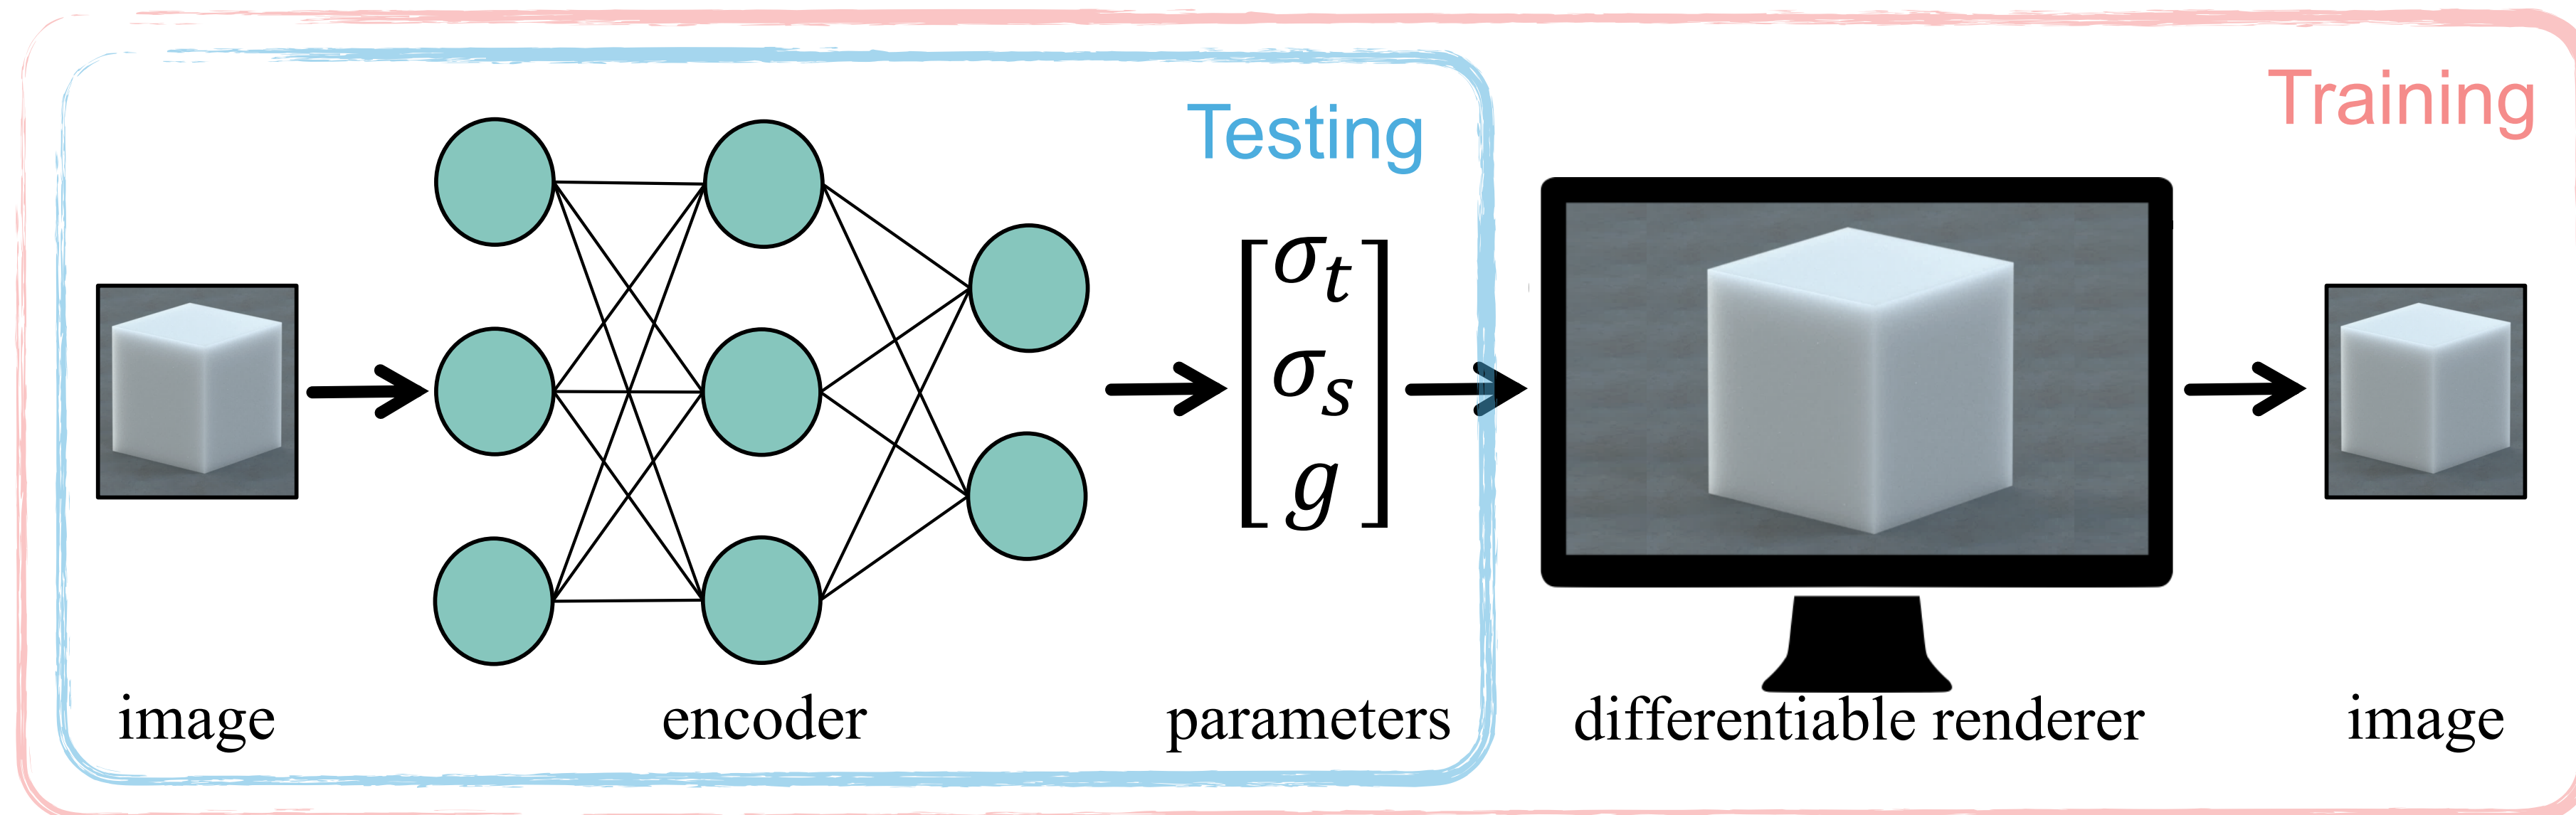 Training
Testing
σt
σs
g
image
encoder
parameters
differentiable renderer
image